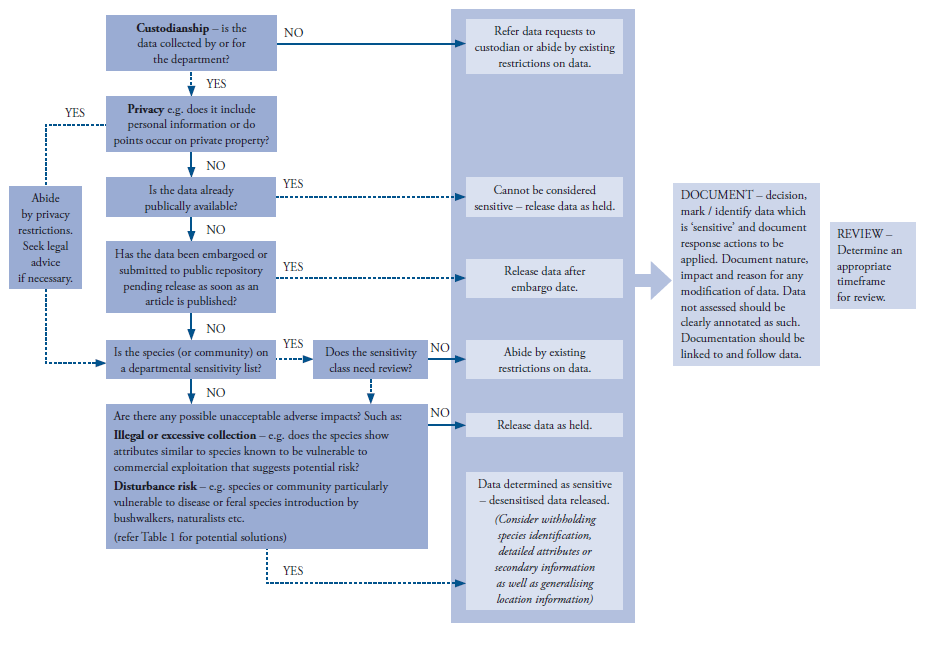 Custodianship – is the
data collected by or for
the department?
NO
Refer data requests to
custodian or abide by existing
restrictions on data.
YES
Privacy e.g. does it include
personal information or do
points occur on private property?
YES
NO
Abide
by privacy
restrictions.
Seek legal
advice
if necessary.
Is the data already
publically available?
YES
Cannot be considered
sensitive – release data as held.
NO
Has the data been embargoed or
submitted to public repository
pending release as soon as an
article is published?
YES
Release data after
embargo date.
NO
Is the species (or community) on
a departmental sensitivity list?
YES
Does the sensitivity
class need review?
NO
Abide by existing
restrictions on data.
NO
Are there any possible unacceptable adverse impacts? Such as:
Illegal or excessive collection – e.g. does the species show
attributes similar to species known to be vulnerable to
commercial exploitation that suggests potential risk?
Disturbance risk – e.g. species or community particularly
vulnerable to disease or feral species introduction by
bushwalkers, naturalists etc.
(refer Table 1 for potential solutions)
NO
Release data as held.
YES
Data determined as sensitive
– desensitised data released.
(Consider withholding
species identification,
detailed attributes or
secondary information
as well as generalising
location information)
DOCUMENT – decision,
mark / identify data which
is ‘sensitive’ and document
response actions to be
applied. Document nature,
impact and reason for any
modification of data. Data
not assessed should be
clearly annotated as such.
Documentation should be
linked to and follow data.
REVIEW –
Determine an
appropriate
timeframe
for review.